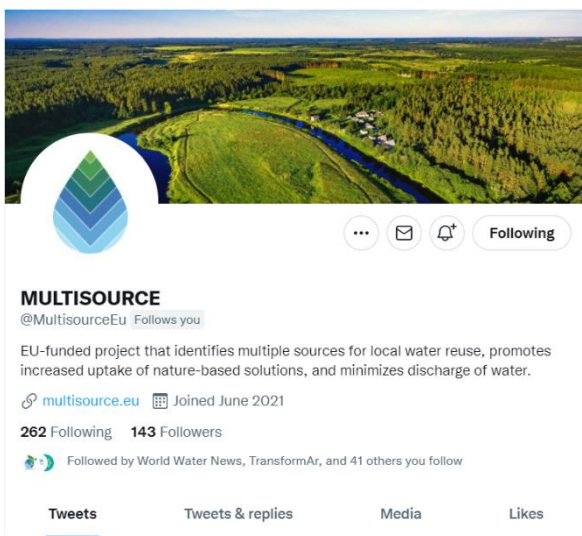 Following
MULTISOURCE
@MultisourceEu Follows you
EU-funded project that identifies multiple sources for local water reuse, promotes
increased uptake of nature-based solutions, and minimizes discharge of water.
multisource.eu Joined June 2021
262 Following 143 Followers
Followed by World Water News, TransformAr, and 41 others you follow
Tweets Tweets & replies Media Likes